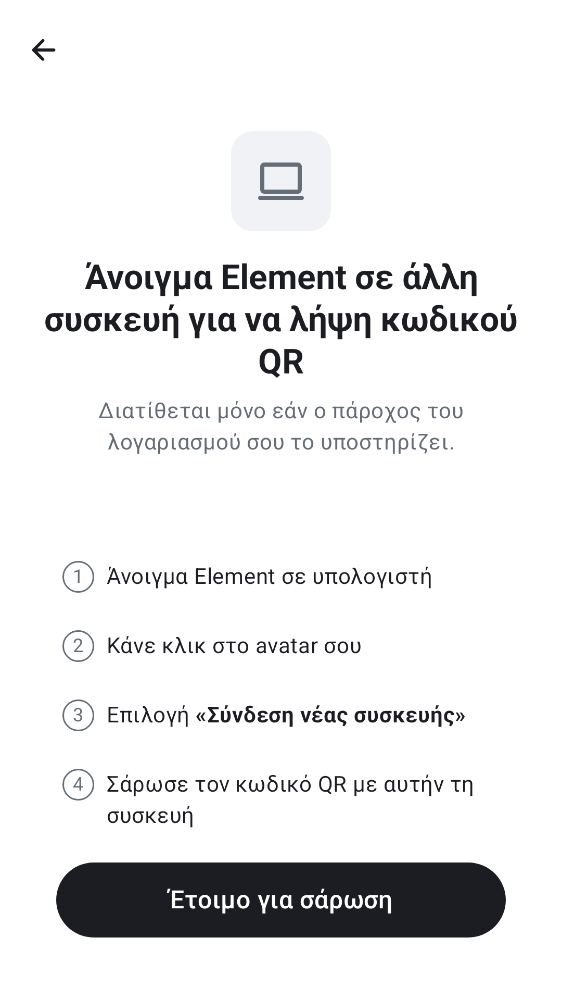 Άνοιγμα Element σε άλλη
συσκευή για να λήψη κωδικού
QR
Διατίθεται μόνο εάν ο πάροχος του
λογαριασμού σου το υποστηρίζει.
1 Άνοιγμα Element σε υπολογιστή
2 Κάνε κλικ στο avatar σου
3 Επιλογή «Σύνδεση νέας συσκευής»
4 Σάρωσε τον κωδικό QR με αυτήν τη
συσκευή
Έτοιμο για σάρωση